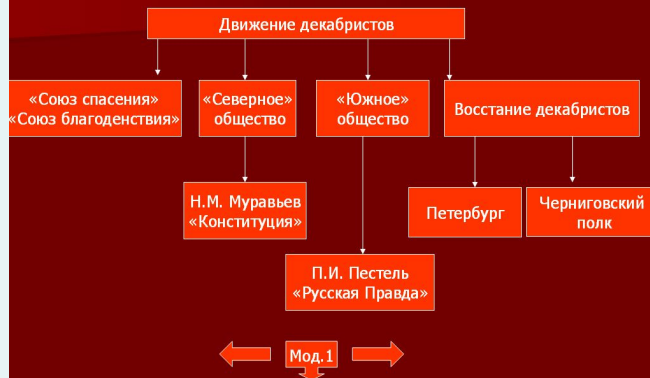 Движение декабристов
«Союз спасения»
«Союз благоденствия»
«Северное»
общество
«Южное»
общество
Восстание декабристов
Н.М. Муравьев
«Конституция»
Петербург
Черниговский
полк
П.И. Пестель
«Русская Правда»
Мод.1